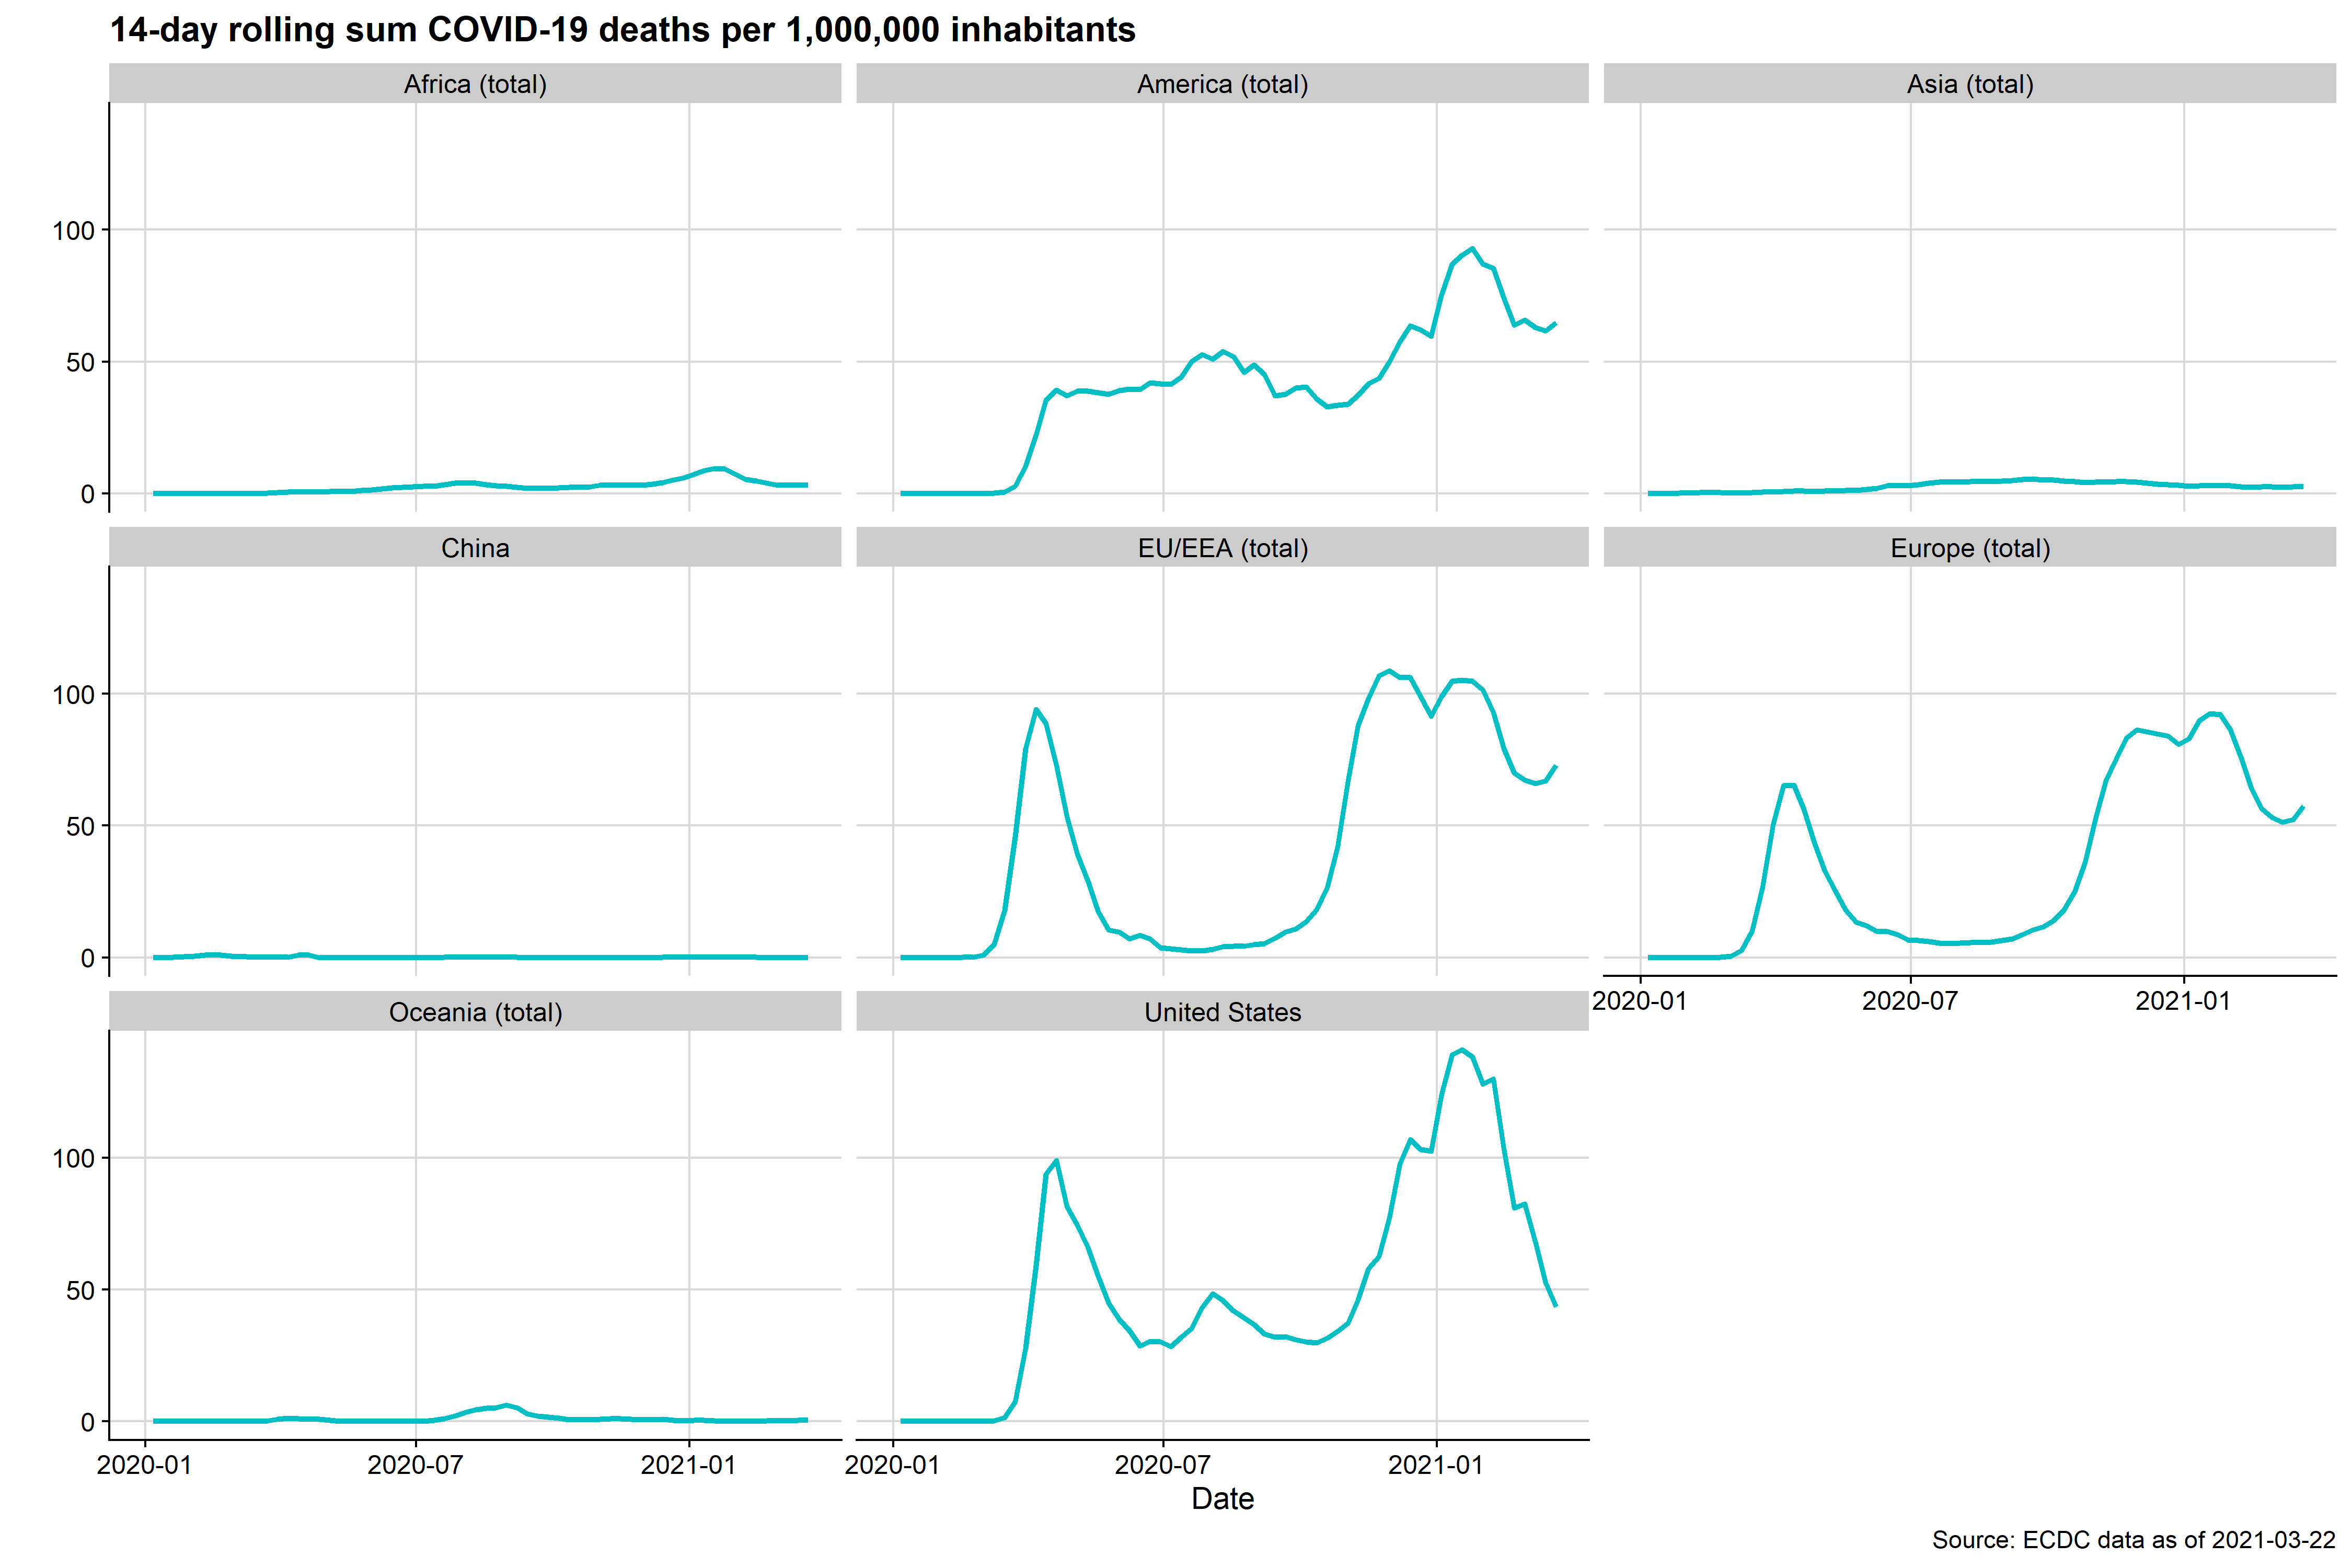 14-day rolling sum COVID-19 deaths per 1,000,000 inhabitants
Africa (total) America (total) Asia (total)
100
50
0
China EU/EEA (total) Europe (total)
100
50
0
2020-01 2020-07 2021-01
Oceania (total) United States
100
50
0
2020-01 2020-07 2021-01 2020-01 2020-07 2021-01
Date
Source: ECDC data as of 2021-03-22